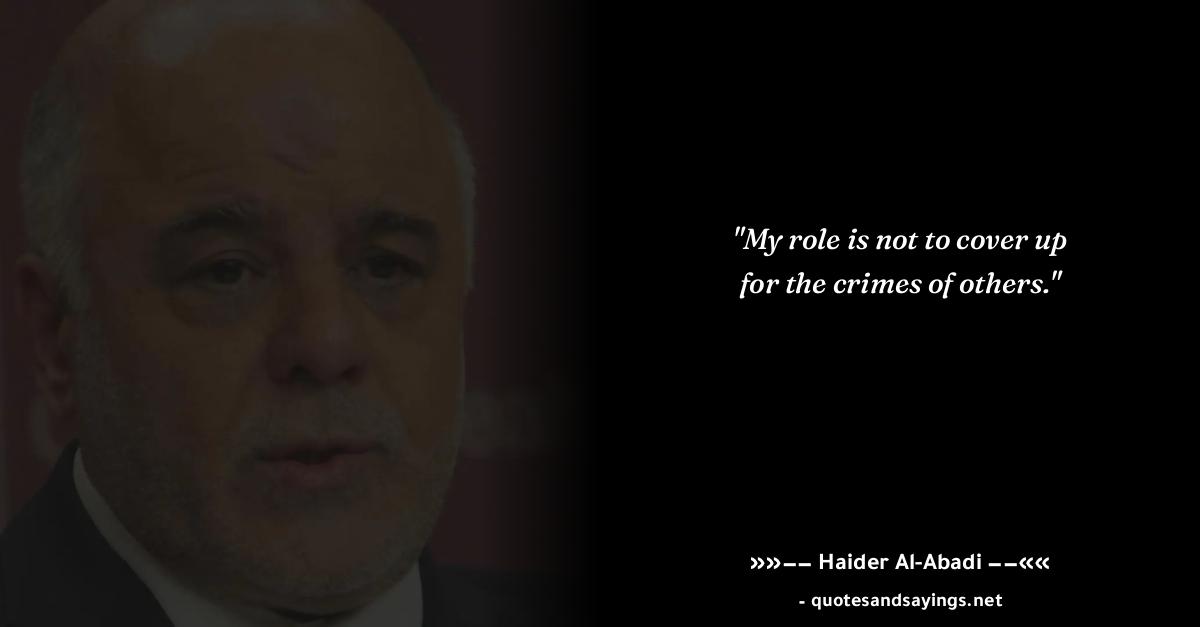 "My role is not to cover up
for the crimes of others."
»»−− Haider Al-Abadi −−««
- quotesandsayings.net